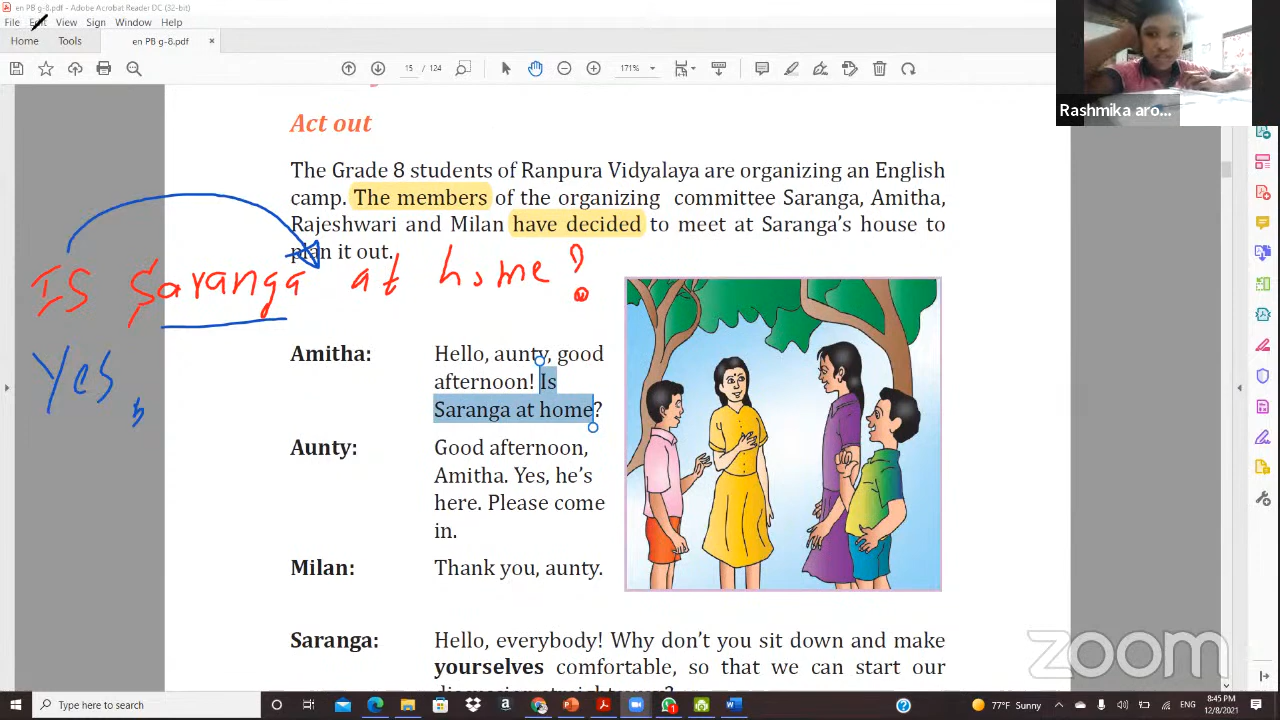 en PB g-8.pdf - Adobe Acrobat Reader DC (32-bit)
File Edit View Sign Window Help
Home Tools en PB g-8.pdf ×
15 / 124 171%
Rashmika aro...
Act out
The Grade 8 students of Ranpura Vidyalaya are organizing an English
camp. The members of the organizing committee Saranga, Amitha,
Rajeshwari and Milan have decided to meet at Saranga's house to
plan it out.
Is Saranga at home?
Yes,
Amitha: Hello, aunty, good
afternoon! Is
Saranga at home?
Aunty: Good afternoon,
Amitha. Yes, he's
here. Please come
in.
Milan: Thank you, aunty.
Saranga: Hello, everybody! Why don't you sit down and make
yourselves comfortable, so that we can start our
zoom
Type here to search
77°F Sunny
8:45 PM
12/8/2021